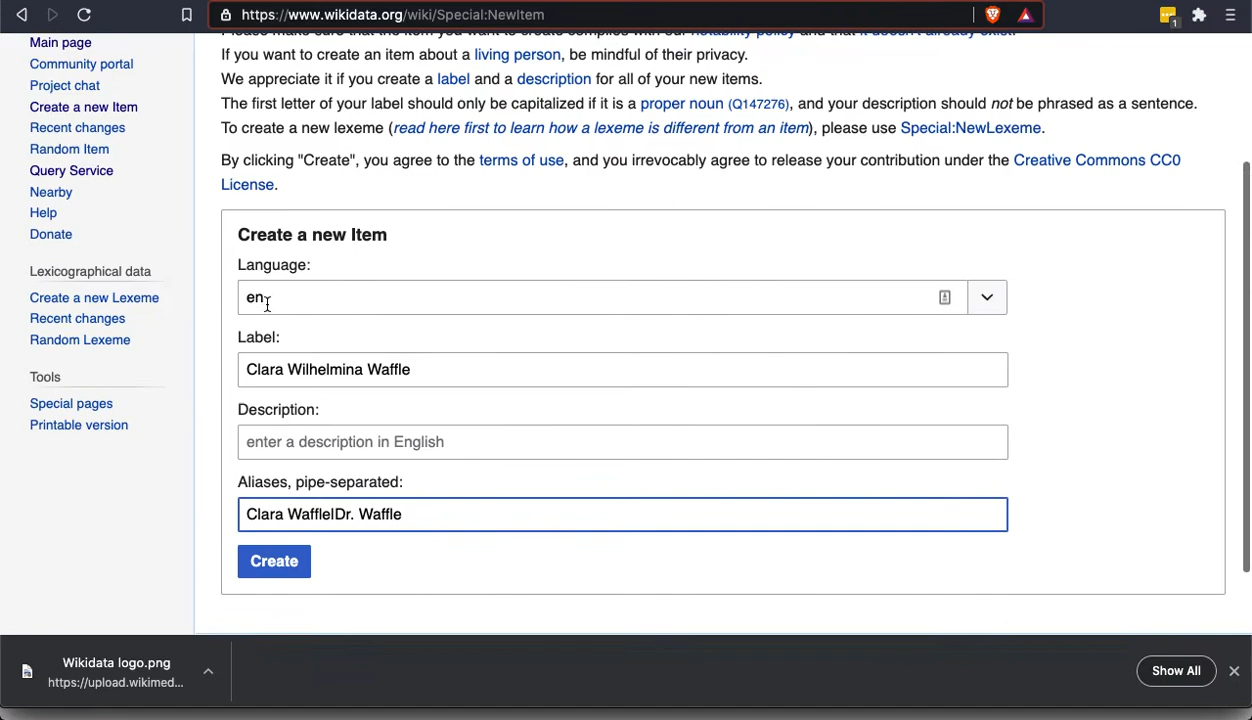 https://www.wikidata.org/wiki/Special:NewItem
1
Main page
Community portal
Project chat
Create a new Item
Recent changes
Random Item
Query Service
Nearby
Help
Donate
Lexicographical data
Create a new Lexeme
Recent changes
Random Lexeme
Tools
Special pages
Printable version
Please make sure that the item you want to create complies with our notability policy and that it doesn't already exist.
If you want to create an item about a living person, be mindful of their privacy.
We appreciate it if you create a label and a description for all of your new items.
The first letter of your label should only be capitalized if it is a proper noun (Q147276), and your description should not be phrased as a sentence.
To create a new lexeme (read here first to learn how a lexeme is different from an item), please use Special:NewLexeme.
By clicking "Create", you agree to the terms of use, and you irrevocably agree to release your contribution under the Creative Commons CC0
License.
Create a new Item
Language:
en
Label:
Clara Wilhelmina Waffle
Description:
enter a description in English
Aliases, pipe-separated:
Clara Waffle|Dr. Waffle
Create
Wikidata logo.png
https://upload.wikimed...
Show All